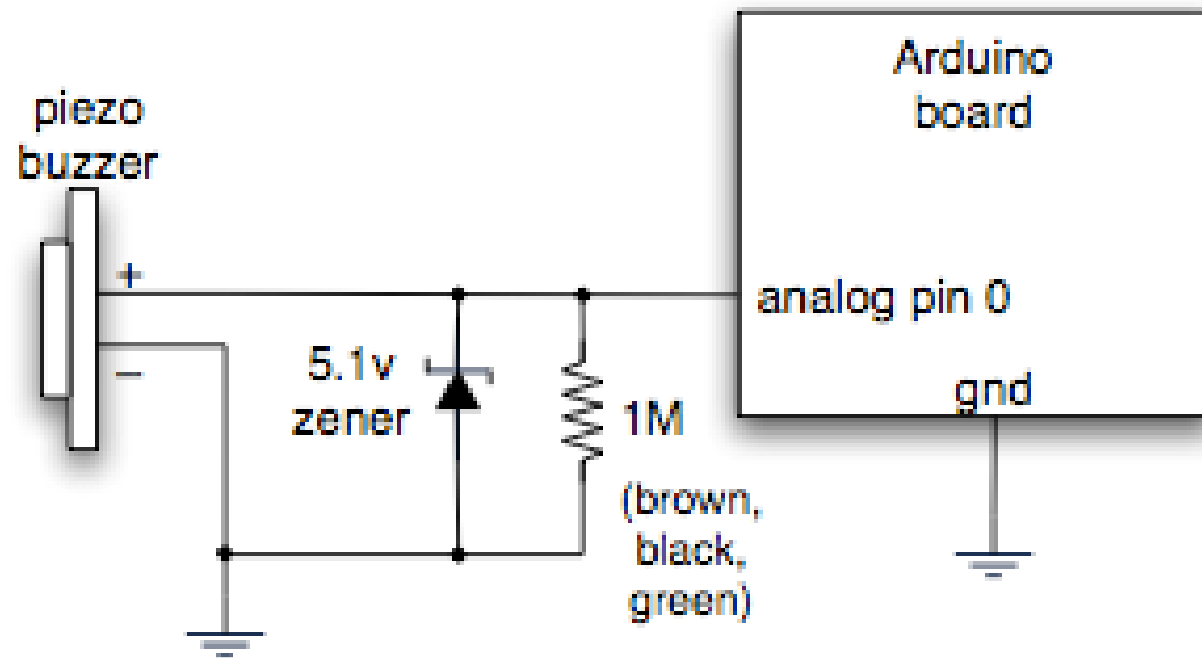 Arduino
board
piezo
buzzer
+
analog pin 0
–
5.1v
zener
gnd
1M
(brown,
black,
green)